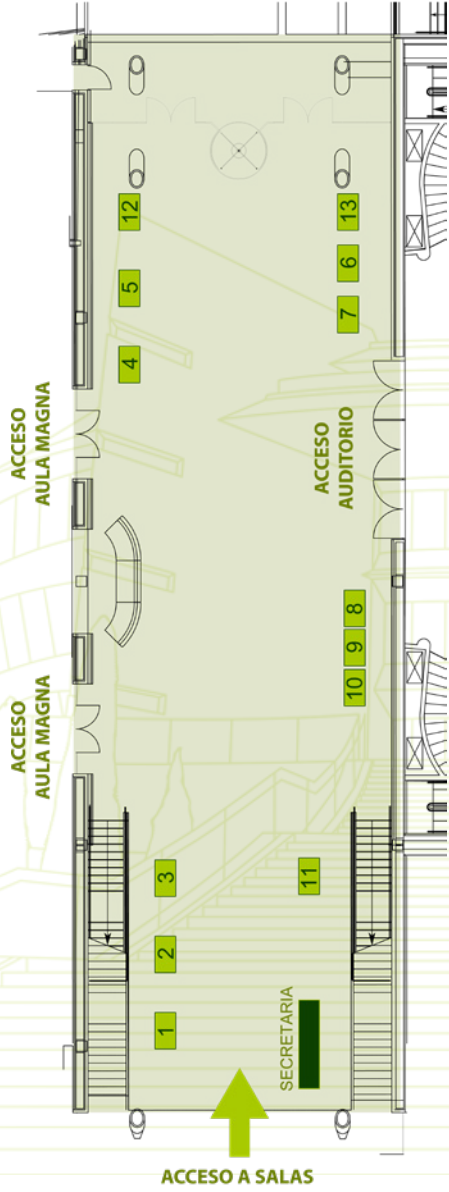 12
13
5
6
7
4
ACCESO
AULA MAGNA
ACCESO
AUDITORIO
8
9
10
ACCESO
AULA MAGNA
3
11
2
1
SECRETARIA
ACCESO A SALAS